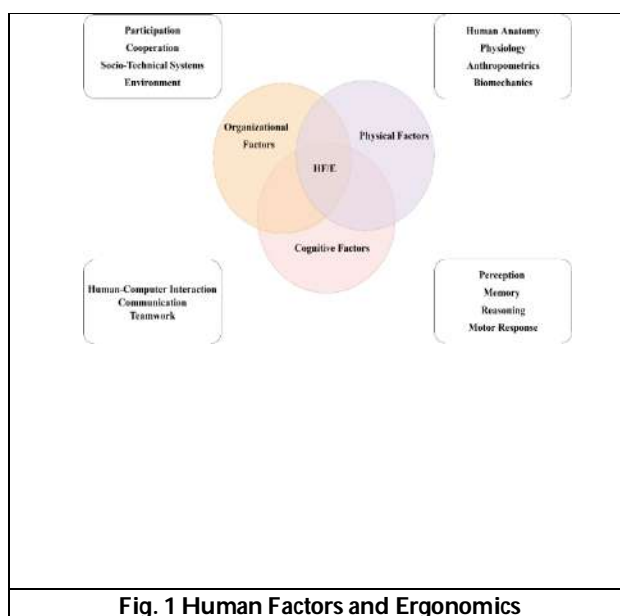 Participation
Cooperation
Socio-Technical Systems
Environment
Human Anatomy
Physiology
Anthropometrics
Biomechanics
Organizational
Factors
Physical Factors
HF/E
Cognitive Factors
Human-Computer Interaction
Communication
Teamwork
Perception
Memory
Reasoning
Motor Response
Fig. 1 Human Factors and Ergonomics